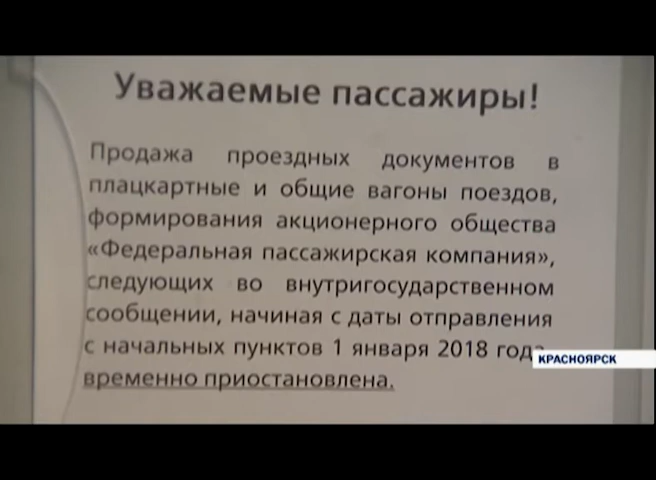 Уважаемые пассажиры!
Продажа проездных документов в
плацкартные и общие вагоны поездов,
формирования акционерного общества
«Федеральная пассажирская компания»,
следующих во внутригосударственном
сообщении, начиная с даты отправления
с начальных пунктов 1 января 2018 года
временно приостановлена.
КРАСНОЯРСК